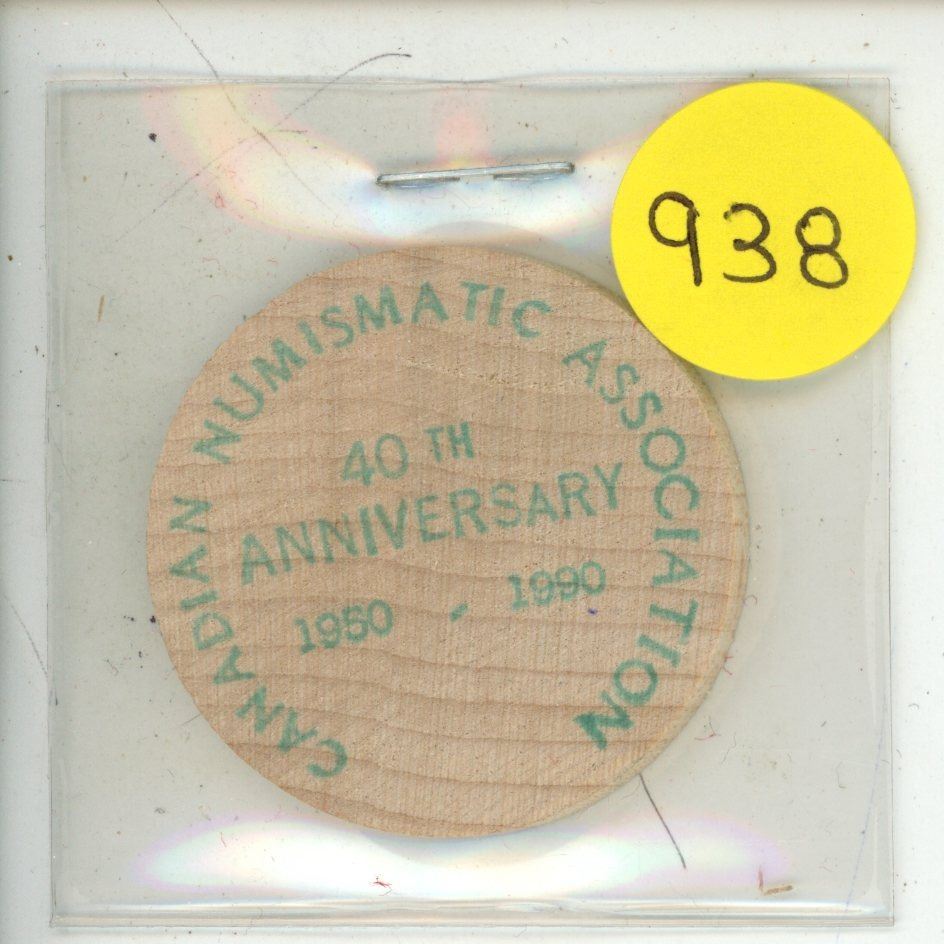 938
CANADIAN NUMISMATIC ASSOCIATION
40 TH
ANNIVERSARY
1950 - 1990